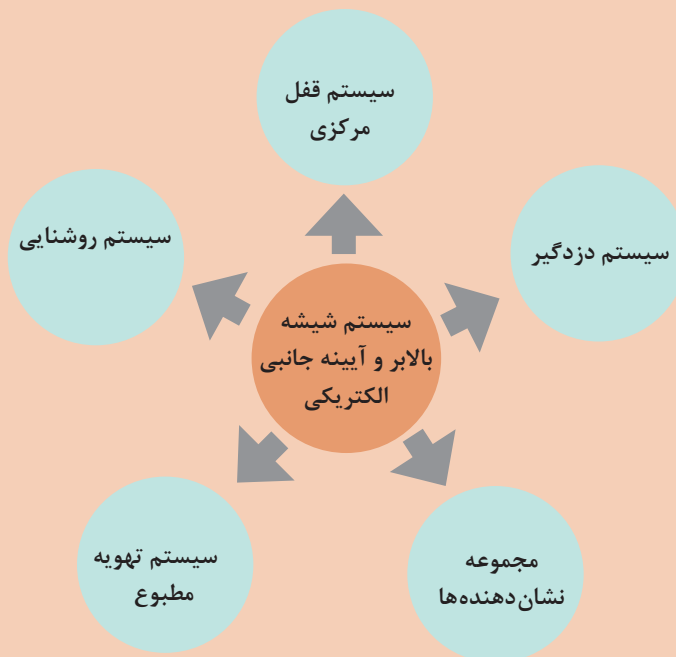 سیستم قفل
مرکزی
سیستم دزدگیر
سیستم روشنایی
سیستم شیشه
بالابر و آیینه جانبی
الکتریکی
مجموعه
نشان‌دهنده‌ها
سیستم تهویه
مطبوع